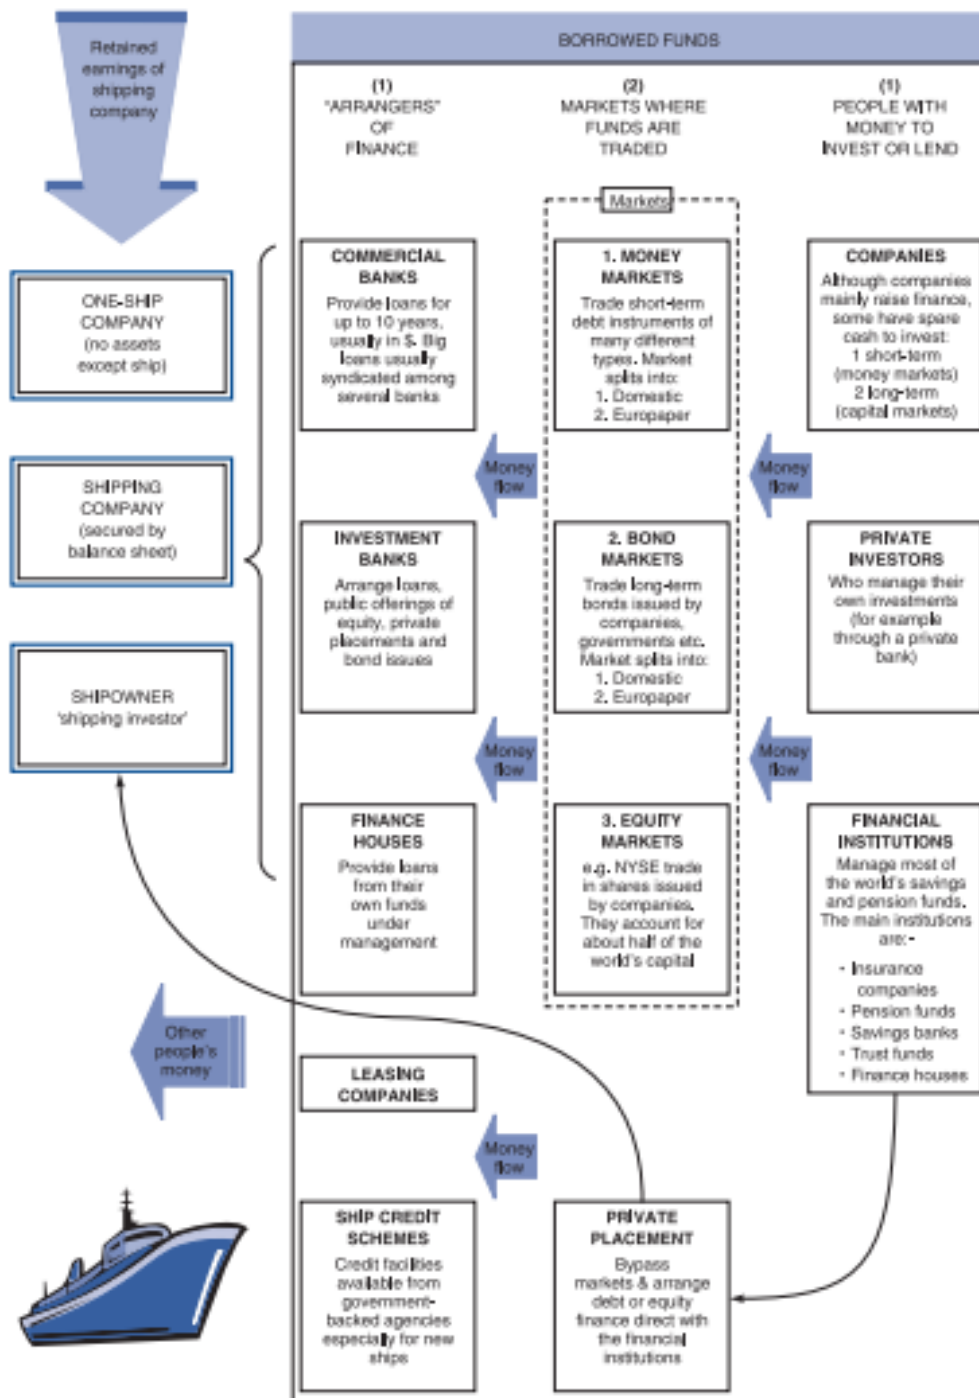 Retained
earnings of
shipping
company
ONE-SHIP
COMPANY
(no assets
except ship)
SHIPPING
COMPANY
(secured by
balance sheet)
SHIPOWNER
'shipping investor'
Other
people's
money
BORROWED FUNDS
(1)
"ARRANGERS"
OF
FINANCE
COMMERCIAL
BANKS
Provide loans for
up to 10 years,
usually in $. Big
loans usually
syndicated among
several banks
Money
flow
INVESTMENT
BANKS
Arrange loans,
public offerings of
equity, private
placements and
bond issues
Money
flow
FINANCE
HOUSES
Provide loans
from their
own funds
under
management
LEASING
COMPANIES
Money
flow
SHIP CREDIT
SCHEMES
Credit facilities
available from
government-
backed agencies
especially for new
ships
(2)
MARKETS WHERE
FUNDS ARE
TRADED
Markets
1. MONEY
MARKETS
Trade short-term
debt instruments of
many different
types. Market
splits into:
1. Domestic
2. Europaper
2. BOND
MARKETS
Trade long-term
bonds issued by
companies,
governments etc.
Market splits into:
1. Domestic
2. Europaper
3. EQUITY
MARKETS
e.g. NYSE trade
in shares issued
by companies.
They account for
about half of the
world's capital
PRIVATE
PLACEMENT
Bypass
markets & arrange
debt or equity
finance direct with
the financial
institutions
(1)
PEOPLE WITH
MONEY TO
INVEST OR LEND
COMPANIES
Although companies
mainly raise finance,
some have spare
cash to invest:
1 short-term
(money markets)
2 long-term
(capital markets)
Money
flow
PRIVATE
INVESTORS
Who manage their
own investments
(for example
through a private
bank)
Money
flow
FINANCIAL
INSTITUTIONS
Manage most of
the world's savings
and pension funds.
The main institutions
are:-
• Insurance
companies
• Pension funds
• Savings banks
• Trust funds
• Finance houses